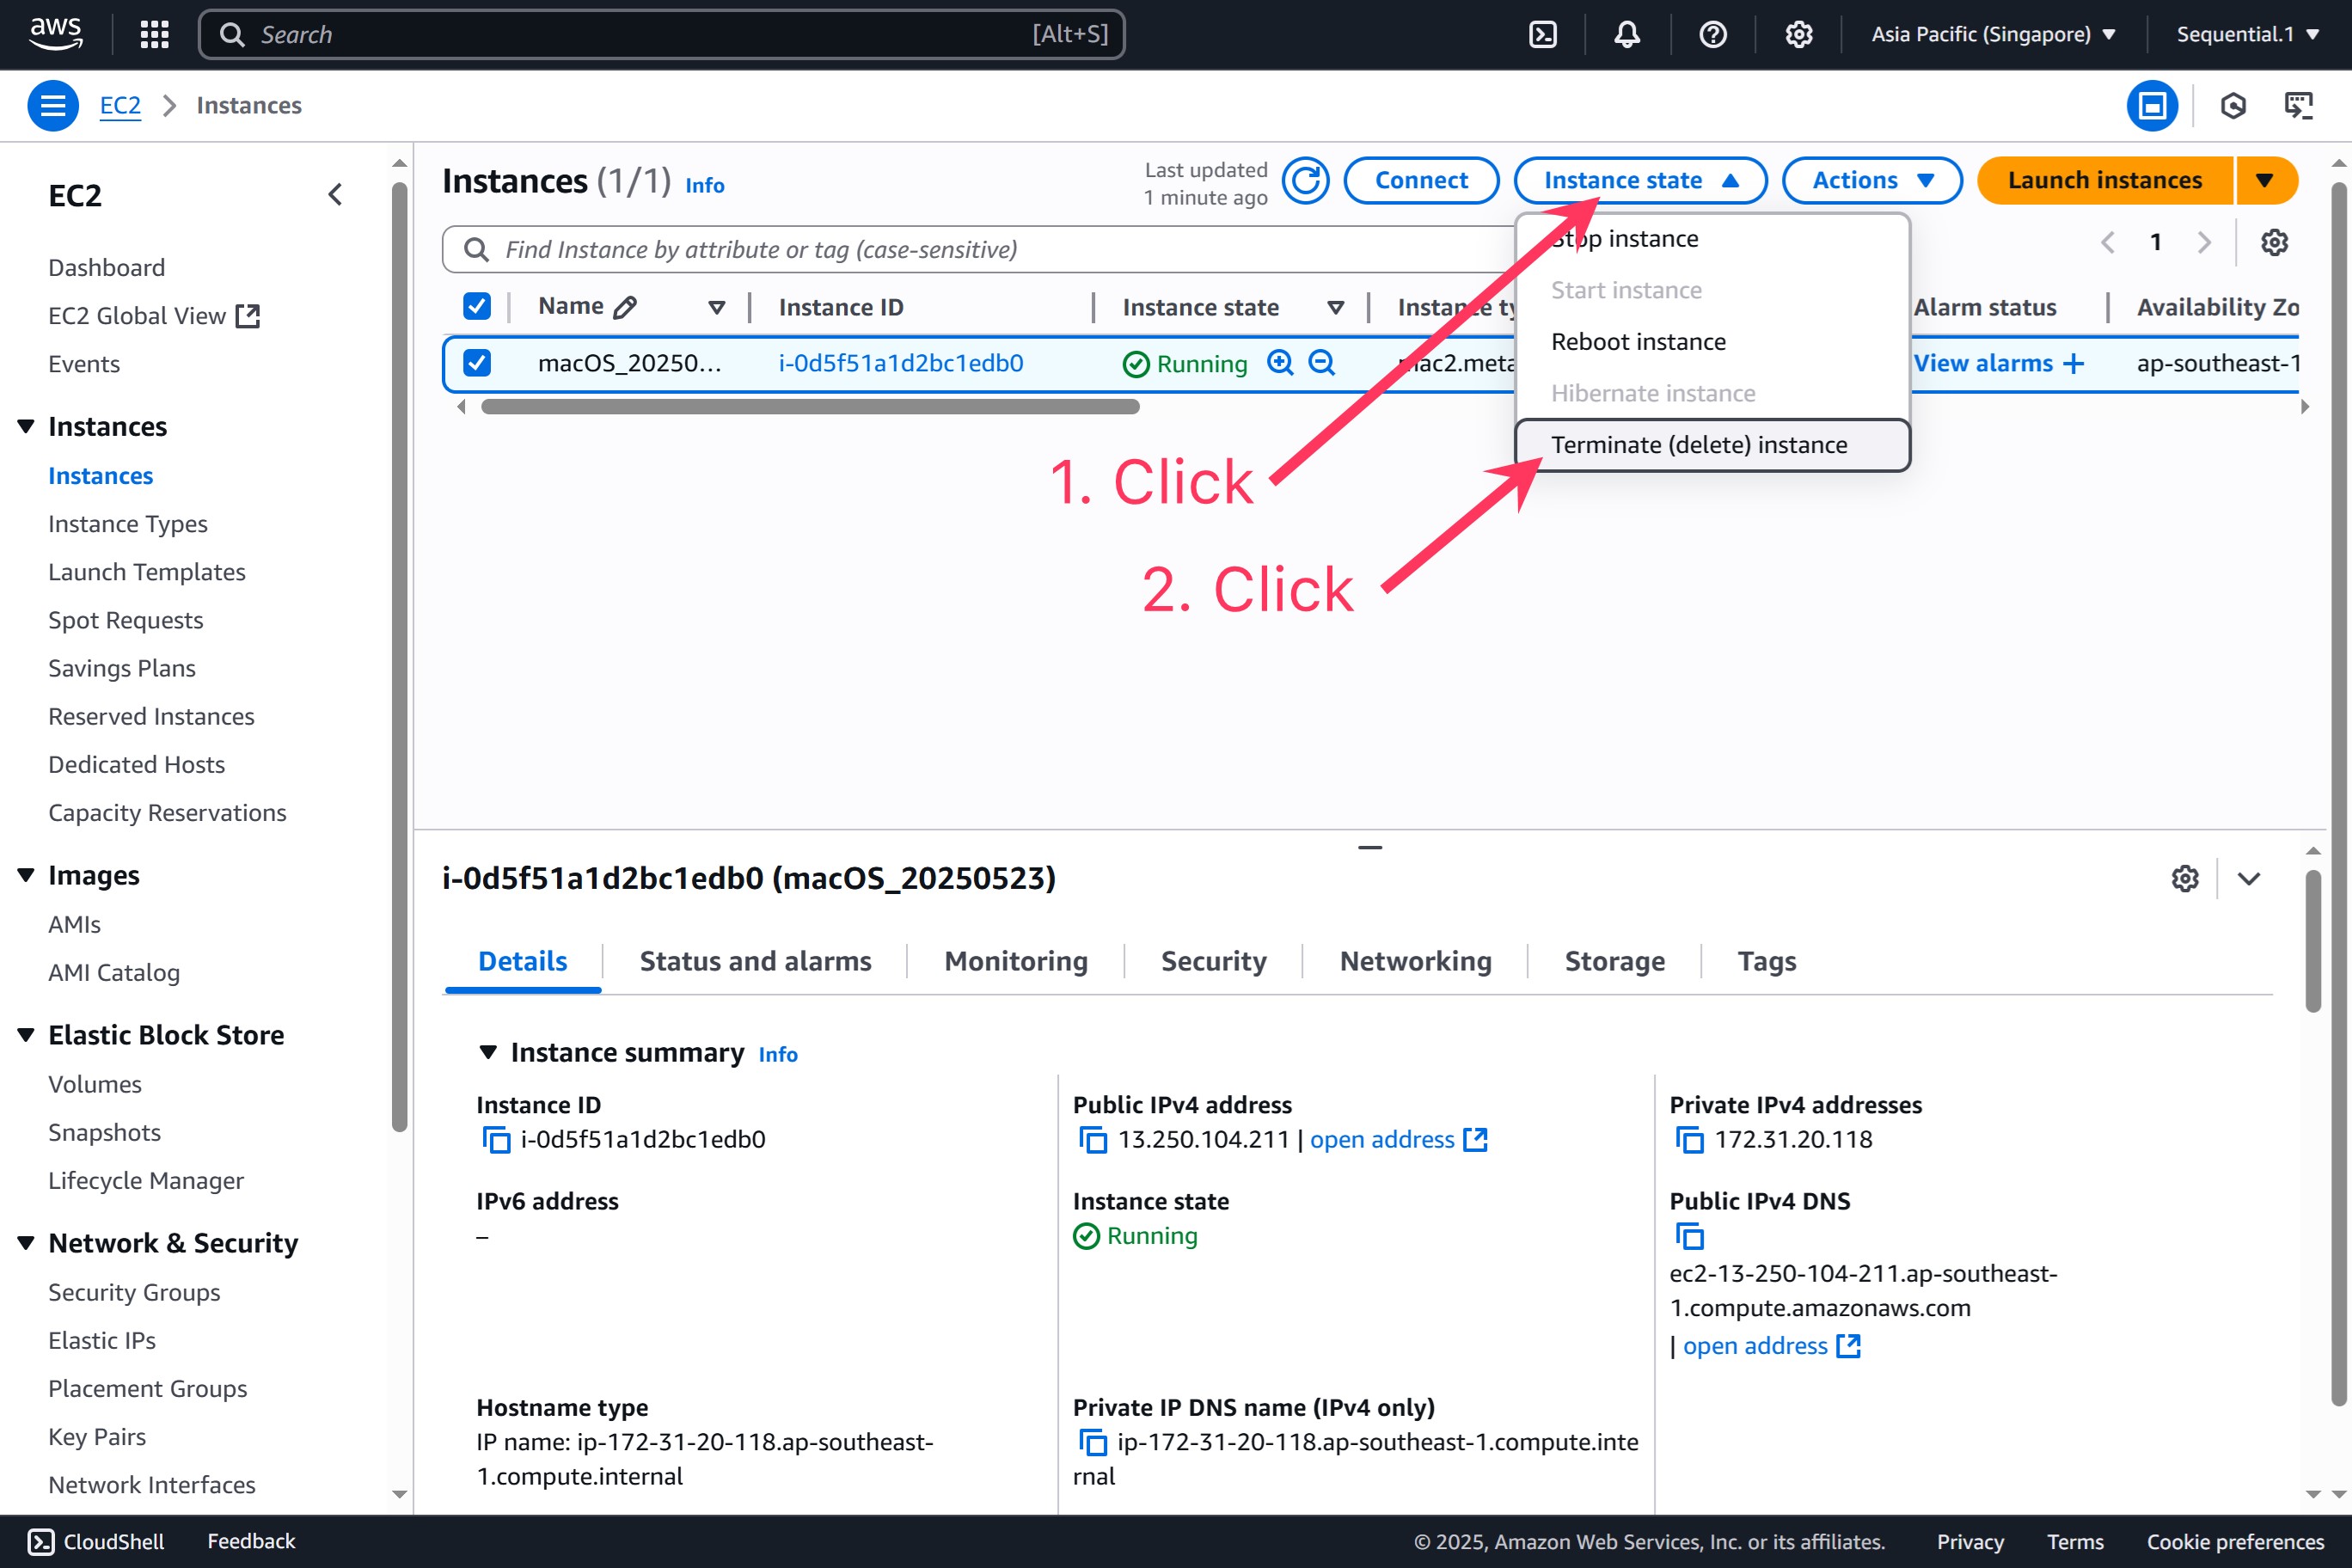 aws
Search
[Alt+S]
Asia Pacific (Singapore)
Sequential.1
EC2
Instances
EC2
Dashboard
EC2 Global View
Events
Instances
Instances
Instance Types
Launch Templates
Spot Requests
Savings Plans
Reserved Instances
Dedicated Hosts
Capacity Reservations
Images
AMIs
AMI Catalog
Elastic Block Store
Volumes
Snapshots
Lifecycle Manager
Network & Security
Security Groups
Elastic IPs
Placement Groups
Key Pairs
Network Interfaces
Instances (1/1) Info
Last updated
1 minute ago
Connect
Instance state
Actions
Launch instances
Find Instance by attribute or tag (case-sensitive)
1
Stop instance
Start instance
Reboot instance
Hibernate instance
Terminate (delete) instance
Name
Instance ID
Instance state
Instance ty
Alarm status
Availability Zo
macOS_20250...
i-0d5f51a1d2bc1edb0
Running
mac2.meta
View alarms +
ap-southeast-1
1. Click
2. Click
i-0d5f51a1d2bc1edb0 (macOS_20250523)
Details
Status and alarms
Monitoring
Security
Networking
Storage
Tags
Instance summary Info
Instance ID
i-0d5f51a1d2bc1edb0
Public IPv4 address
13.250.104.211 | open address
Private IPv4 addresses
172.31.20.118
IPv6 address
–
Instance state
Running
Public IPv4 DNS
ec2-13-250-104-211.ap-southeast-
1.compute.amazonaws.com
| open address
Hostname type
IP name: ip-172-31-20-118.ap-southeast-
1.compute.internal
Private IP DNS name (IPv4 only)
ip-172-31-20-118.ap-southeast-1.compute.inte
rnal
CloudShell
Feedback
© 2025, Amazon Web Services, Inc. or its affiliates.
Privacy
Terms
Cookie preferences